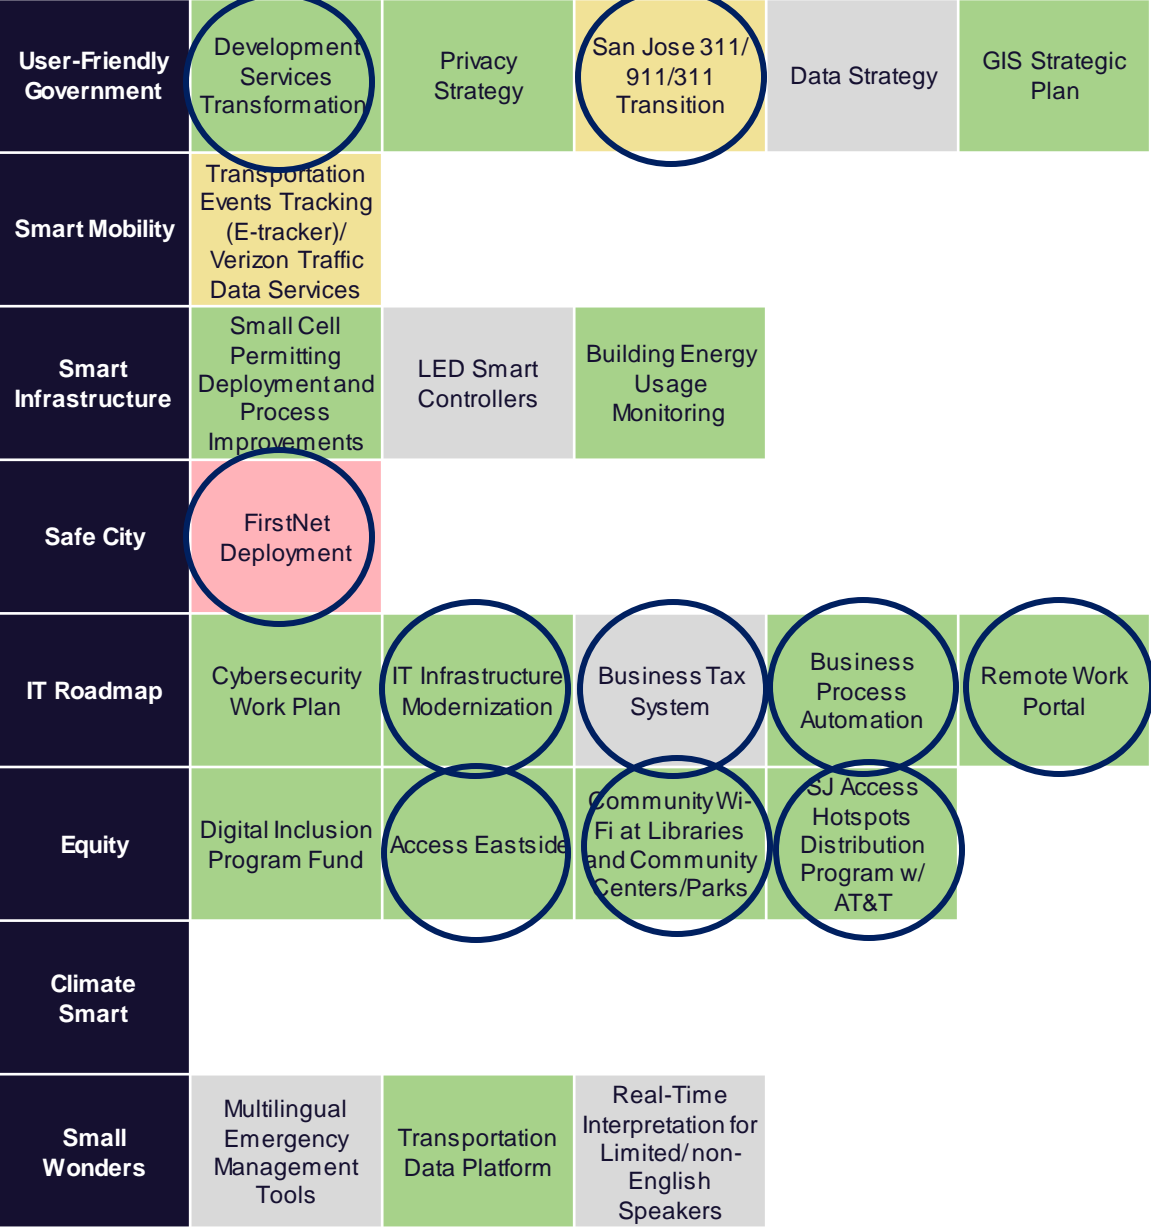 User-Friendly
Government
Development
Services
Transformation
Privacy
Strategy
San Jose 311/
911/311
Transition
Data Strategy
GIS Strategic
Plan
Smart Mobility
Transportation
Events Tracking
(E-tracker)/
Verizon Traffic
Data Services
Smart
Infrastructure
Small Cell
Permitting
Deployment and
Process
Improvements
LED Smart
Controllers
Building Energy
Usage
Monitoring
Safe City
FirstNet
Deployment
IT Roadmap
Cybersecurity
Work Plan
IT Infrastructure
Modernization
Business Tax
System
Business
Process
Automation
Remote Work
Portal
Equity
Digital Inclusion
Program Fund
Access Eastside
Community Wi-
Fi at Libraries
and Community
Centers/Parks
SJ Access
Hotspots
Distribution
Program w/
AT&T
Climate
Smart
Small
Wonders
Multilingual
Emergency
Management
Tools
Transportation
Data Platform
Real-Time
Interpretation for
Limited/non-
English
Speakers